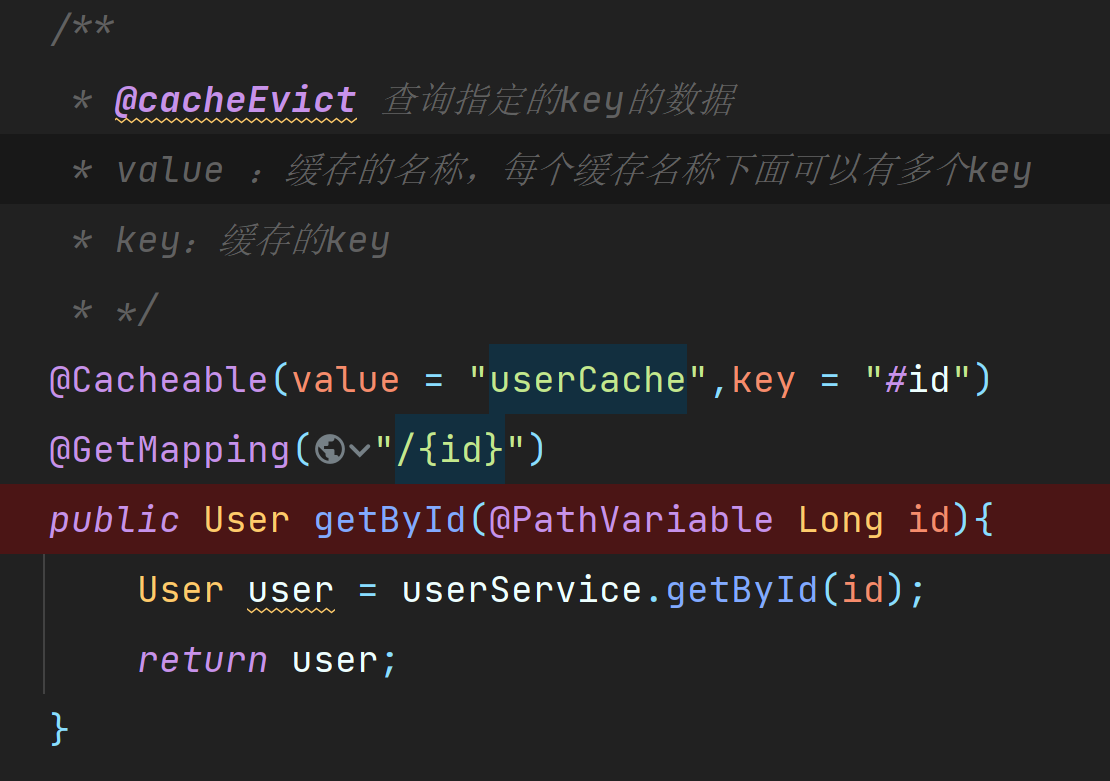 /**
 * @cacheEvict 查询指定的key的数据
 * value : 缓存的名称，每个缓存名称下面可以有多个key
 * key：缓存的key
 * */
@Cacheable(value = "userCache",key = "#id")
@GetMapping("/{id}")
public User getById(@PathVariable Long id){
    User user = userService.getById(id);
    return user;
}